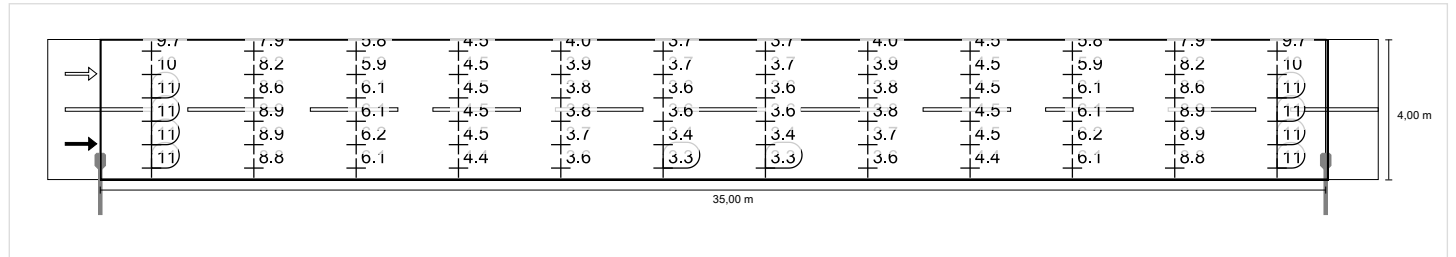 9.7 7.9 5.8 4.5 4.0 3.7 3.7 4.0 4.5 5.8 7.9 9.7
10 8.2 5.9 4.5 3.9 3.7 3.7 3.9 4.5 5.9 8.2 10
11 8.6 6.1 4.5 3.8 3.6 3.6 3.8 4.5 6.1 8.6 11
11 8.9 6.1 4.5 3.8 3.6 3.6 3.8 4.5 6.1 8.9 11
11 8.9 6.2 4.5 3.7 3.4 3.4 3.7 4.5 6.2 8.9 11
11 8.8 6.1 4.4 3.6 3.3 3.3 3.6 4.4 6.1 8.8 11
4,00 m
35,00 m